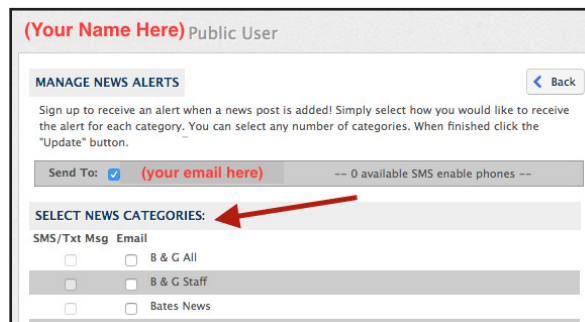 (Your Name Here) Public User
MANAGE NEWS ALERTS
Back
Sign up to receive an alert when a news post is added! Simply select how you would like to receive
the alert for each category. You can select any number of categories. When finished click the
"Update" button.
Send To: (your email here) -- 0 available SMS enable phones --
SELECT NEWS CATEGORIES:
SMS/Txt Msg Email
B & G All
B & G Staff
Bates News